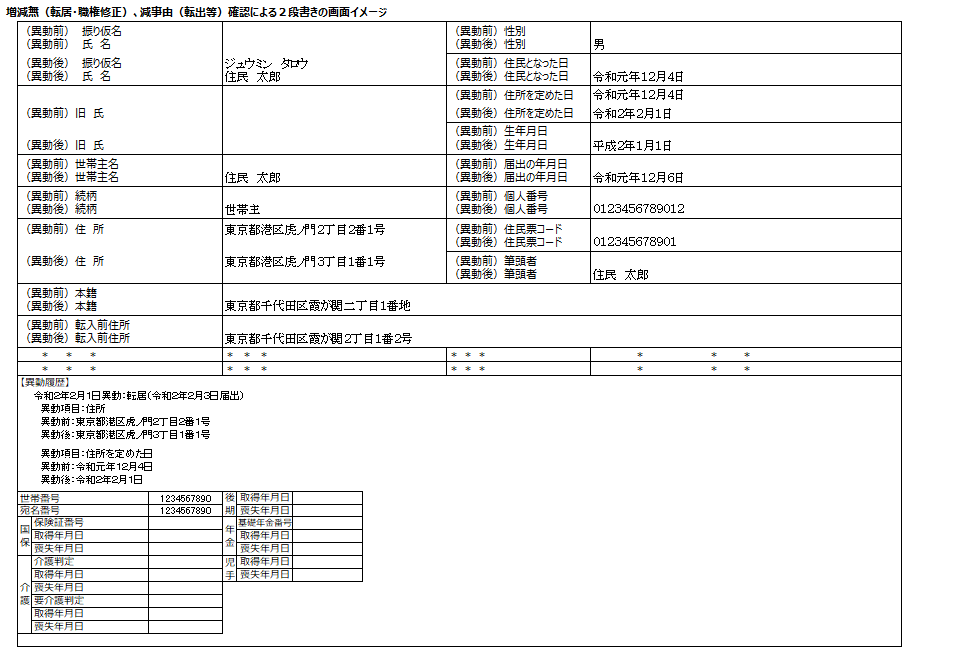 増減無（転居・職権修正）、減事由（転出等）確認による２段書きの画面イメージ
（異動前） 振り仮名
（異動前） 氏 名
（異動後） 振り仮名 ジュウミン タロウ
（異動後） 氏 名 住民 太郎
（異動前）性別
（異動後）性別 男
（異動前）住民となった日
（異動後）住民となった日 令和元年12月4日
（異動前）旧 氏
（異動後）旧 氏
（異動前）住所を定めた日 令和元年12月4日
（異動後）住所を定めた日 令和2年2月1日
（異動前）生年月日
（異動後）生年月日 平成2年1月1日
（異動前）世帯主名
（異動後）世帯主名 住民 太郎
（異動前）届出の年月日
（異動後）届出の年月日 令和元年12月6日
（異動前）続柄
（異動後）続柄 世帯主
（異動前）個人番号
（異動後）個人番号 0123456789012
（異動前）住 所 東京都港区虎ノ門2丁目2番1号
（異動後）住 所 東京都港区虎ノ門3丁目1番1号
（異動前）住民票コード
（異動後）住民票コード 012345678901
（異動前）筆頭者
（異動後）筆頭者 住民 太郎
（異動前）本籍
（異動後）本籍 東京都千代田区霞が関二丁目1番地
（異動前）転入前住所
（異動後）転入前住所 東京都千代田区霞が関2丁目1番2号
* * * * * * * * * * * *
* * * * * * * * * * * *
【異動履歴】
令和2年2月1日異動：転居（令和2年2月3日届出）
異動項目：住所
異動前：東京都港区虎ノ門2丁目2番1号
異動後：東京都港区虎ノ門3丁目1番1号
異動項目：住所を定めた日
異動前：令和元年12月4日
異動後：令和2年2月1日
世帯番号 1234567890
宛名番号 1234567890
国保
保険証番号
取得年月日
喪失年月日
介護
介護判定
取得年月日
喪失年月日
要介護判定
取得年月日
喪失年月日
後期
取得年月日
喪失年月日
年金
基礎年金番号
取得年月日
喪失年月日
児手
取得年月日
喪失年月日